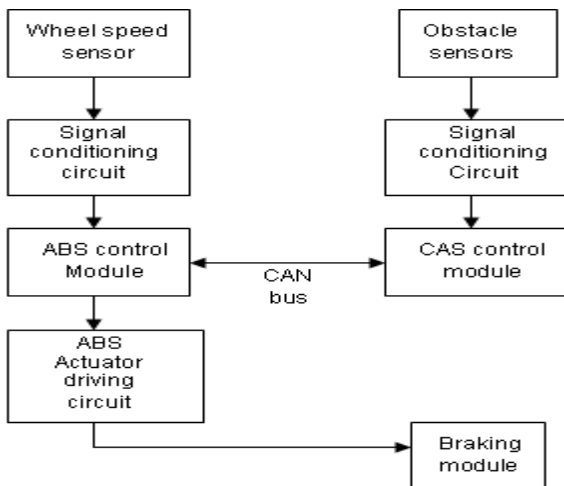 Wheel speed
sensor
Obstacle
sensors
Signal
conditioning
circuit
Signal
conditioning
Circuit
ABS control
Module
CAN
bus
CAS control
module
ABS
Actuator
driving
circuit
Braking
module